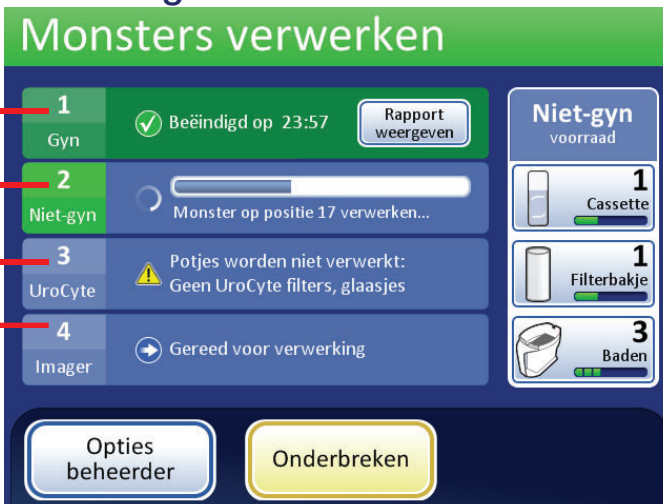 Monsters verwerken
1
Gyn
Beëindigd op 23:57
Rapport
weergeven
2
Niet-gyn
Monster op positie 17 verwerken...
3
UroCyte
Potjes worden niet verwerkt:
Geen UroCyte filters, glaasjes
4
Imager
Gereed voor verwerking
Niet-gyn
voorraad
1
Cassette
1
Filterbakje
3
Baden
Opties
beheerder
Onderbreken